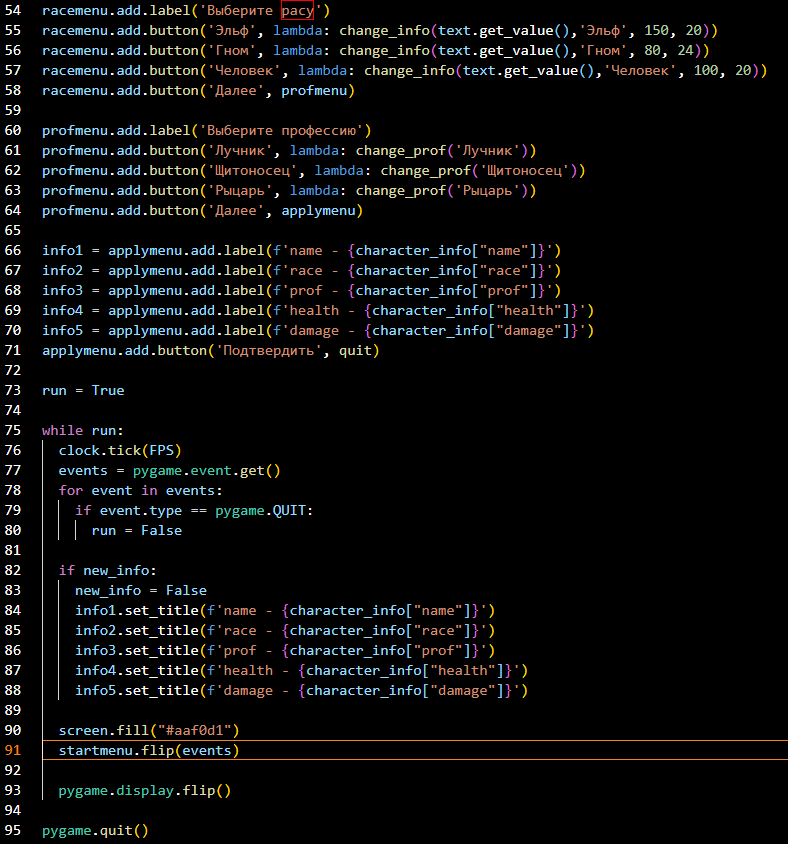 54 racemenu.add.label('Выберите расу')
55 racemenu.add.button('Эльф', lambda: change_info(text.get_value(),'Эльф', 150, 20))
56 racemenu.add.button('Гном', lambda: change_info(text.get_value(),'Гном', 80, 24))
57 racemenu.add.button('Человек', lambda: change_info(text.get_value(),'Человек', 100, 20))
58 racemenu.add.button('Далее', profmenu)
59
60 profmenu.add.label('Выберите профессию')
61 profmenu.add.button('Лучник', lambda: change_prof('Лучник'))
62 profmenu.add.button('Щитоносец', lambda: change_prof('Щитоносец'))
63 profmenu.add.button('Рыцарь', lambda: change_prof('Рыцарь'))
64 profmenu.add.button('Далее', applymenu)
65
66 info1 = applymenu.add.label(f'name - {character_info["name"]}')
67 info2 = applymenu.add.label(f'race - {character_info["race"]}')
68 info3 = applymenu.add.label(f'prof - {character_info["prof"]}')
69 info4 = applymenu.add.label(f'health - {character_info["health"]}')
70 info5 = applymenu.add.label(f'damage - {character_info["damage"]}')
71 applymenu.add.button('Подтвердить', quit)
72
73 run = True
74
75 while run:
76   clock.tick(FPS)
77   events = pygame.event.get()
78   for event in events:
79     if event.type == pygame.QUIT:
80       run = False
81
82   if new_info:
83     new_info = False
84     info1.set_title(f'name - {character_info["name"]}')
85     info2.set_title(f'race - {character_info["race"]}')
86     info3.set_title(f'prof - {character_info["prof"]}')
87     info4.set_title(f'health - {character_info["health"]}')
88     info5.set_title(f'damage - {character_info["damage"]}')
89
90   screen.fill("#aaf0d1")
91   startmenu.flip(events)
92
93   pygame.display.flip()
94
95 pygame.quit()